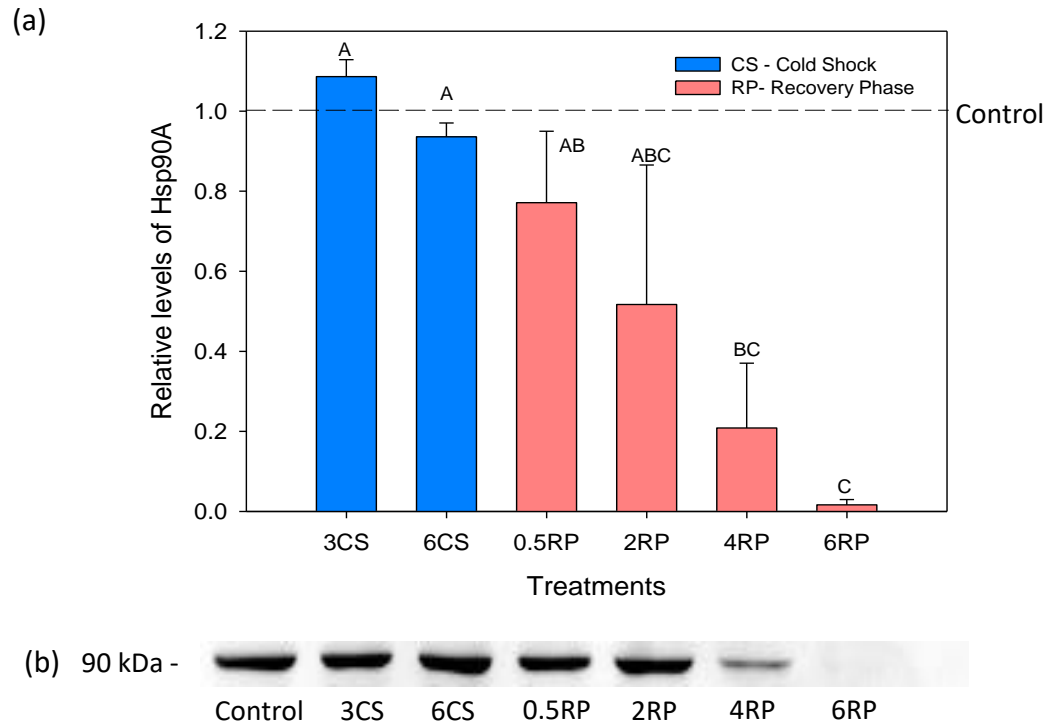 (a)
1.2
1.0
0.8
0.6
0.4
0.2
0.0
Relative levels of Hsp90A
CS - Cold Shock
RP- Recovery Phase
Control
A
A
AB
ABC
BC
C
3CS 6CS 0.5RP 2RP 4RP 6RP
Treatments
(b) 90 kDa -
Control 3CS 6CS 0.5RP 2RP 4RP 6RP